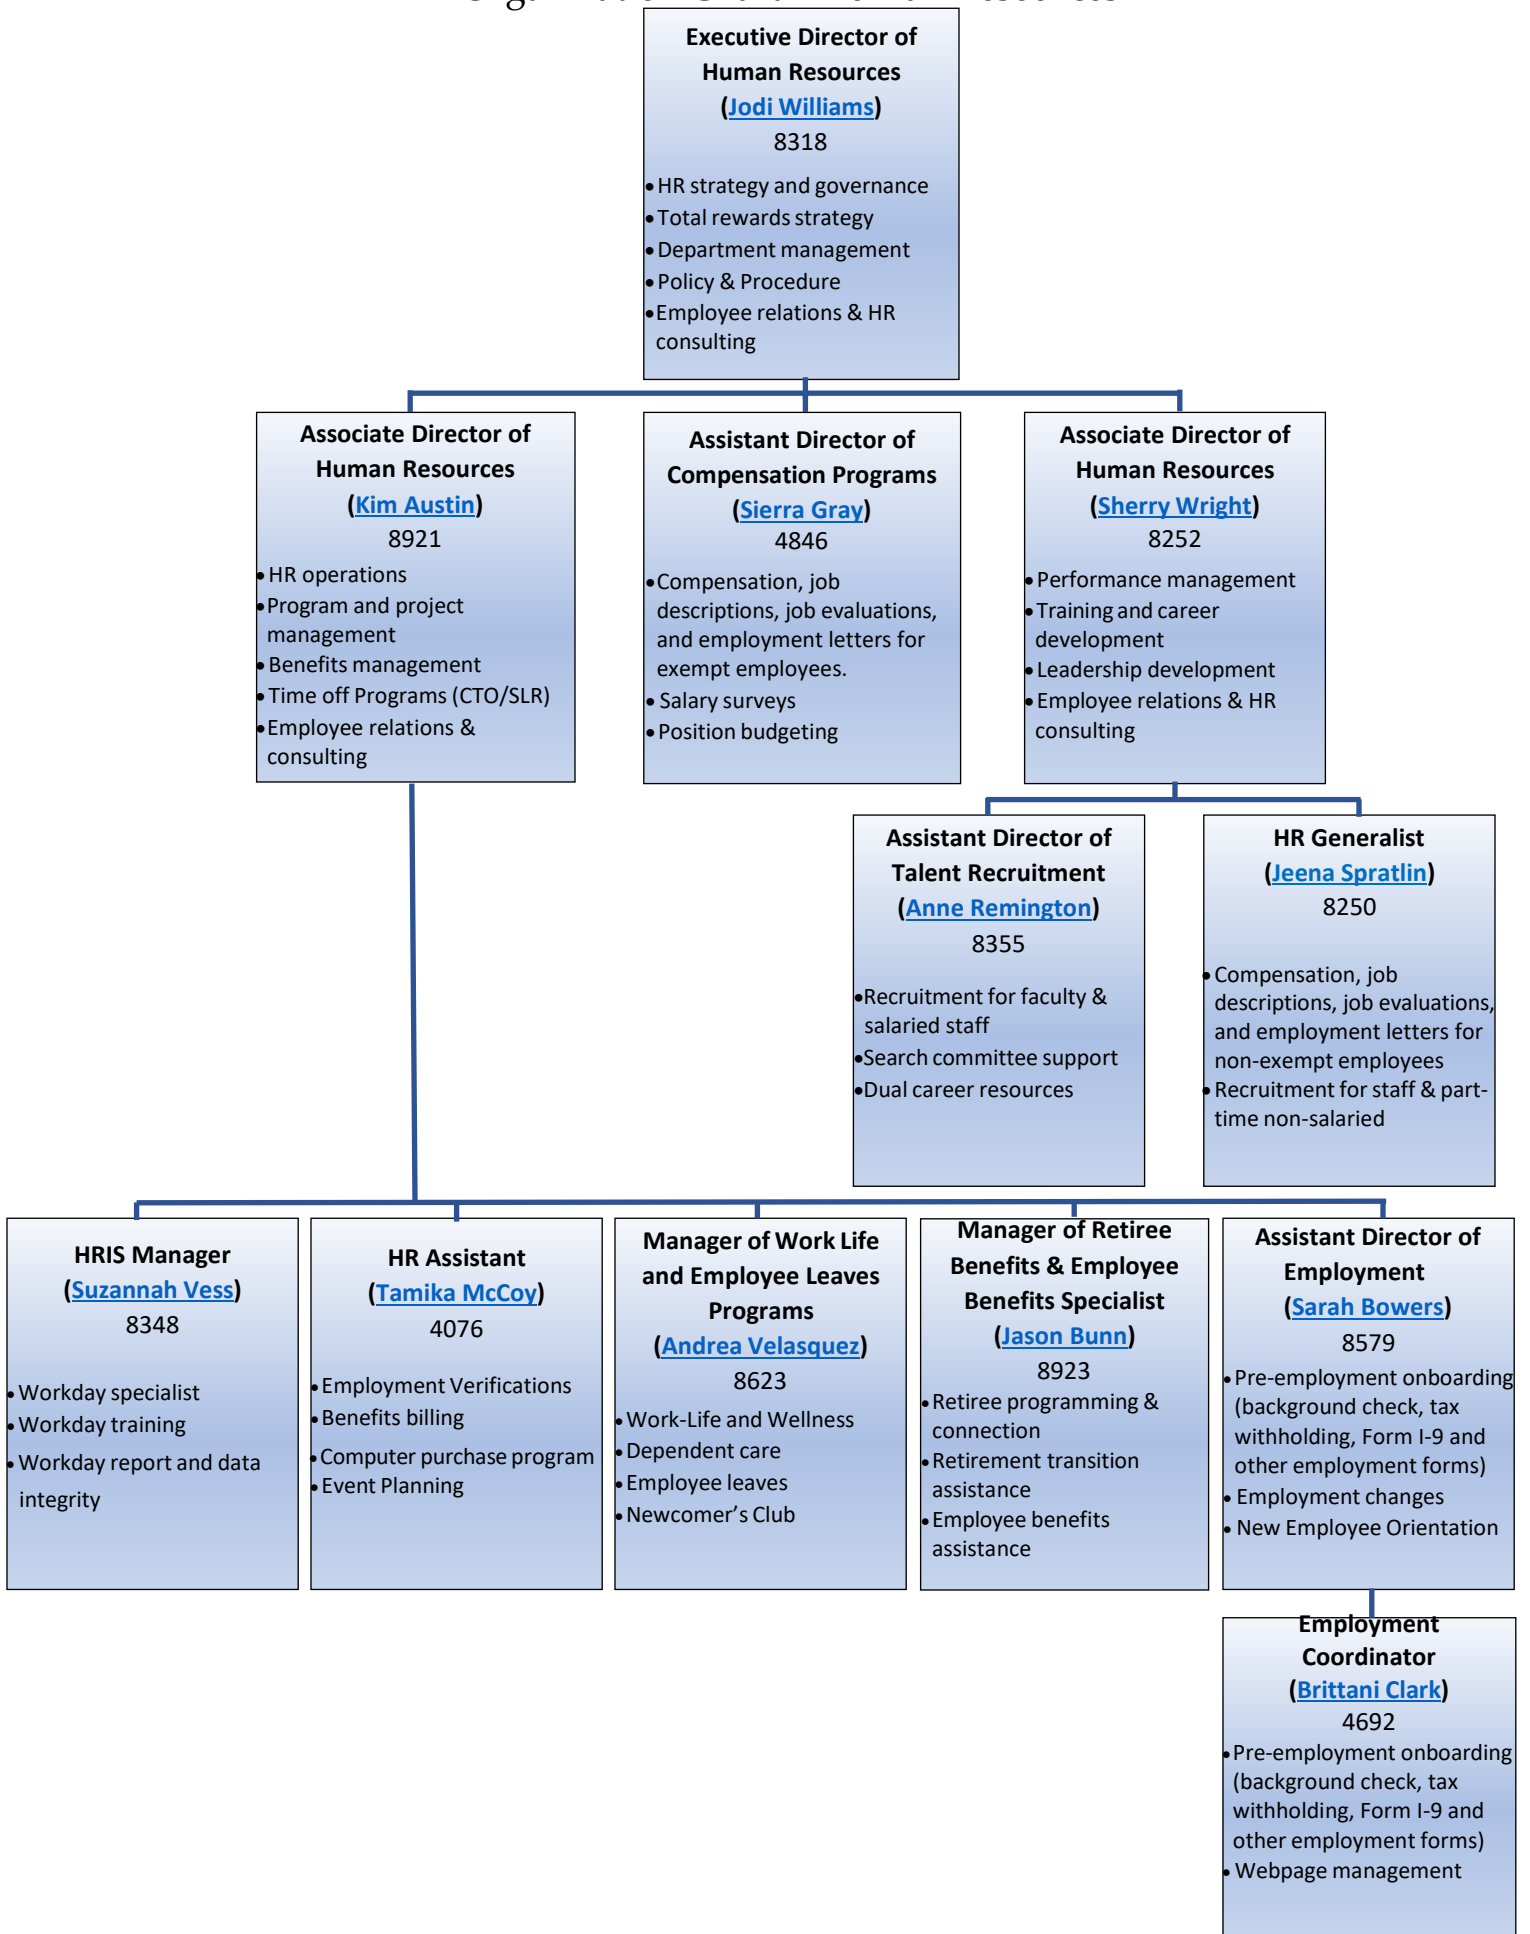 Executive Director of
Human Resources
(Jodi Williams)
8318
•HR strategy and governance
•Total rewards strategy
•Department management
•Policy & Procedure
•Employee relations & HR
consulting
Associate Director of
Human Resources
(Kim Austin)
8921
•HR operations
•Program and project
management
•Benefits management
•Time off Programs (CTO/SLR)
•Employee relations &
consulting
Assistant Director of
Compensation Programs
(Sierra Gray)
4846
•Compensation, job
descriptions, job evaluations,
and employment letters for
exempt employees.
•Salary surveys
•Position budgeting
Associate Director of
Human Resources
(Sherry Wright)
8252
•Performance management
•Training and career
development
•Leadership development
•Employee relations & HR
consulting
Assistant Director of
Talent Recruitment
(Anne Remington)
8355
•Recruitment for faculty &
salaried staff
•Search committee support
•Dual career resources
HR Generalist
(Jeena Spratlin)
8250
•Compensation, job
descriptions, job evaluations,
and employment letters for
non-exempt employees
•Recruitment for staff & part-
time non-salaried
HRIS Manager
(Suzannah Vess)
8348
•Workday specialist
•Workday training
•Workday report and data
integrity
HR Assistant
(Tamika McCoy)
4076
•Employment Verifications
•Benefits billing
•Computer purchase program
•Event Planning
Manager of Work Life
and Employee Leaves
Programs
(Andrea Velasquez)
8623
•Work-Life and Wellness
•Dependent care
•Employee leaves
•Newcomer’s Club
Manager of Retiree
Benefits & Employee
Benefits Specialist
(Jason Bunn)
8923
•Retiree programming &
connection
•Retirement transition
assistance
•Employee benefits
assistance
Assistant Director of
Employment
(Sarah Bowers)
8579
•Pre-employment onboarding
(background check, tax
withholding, Form I-9 and
other employment forms)
•Employment changes
•New Employee Orientation
Employment
Coordinator
(Brittani Clark)
4692
•Pre-employment onboarding
(background check, tax
withholding, Form I-9 and
other employment forms)
•Webpage management